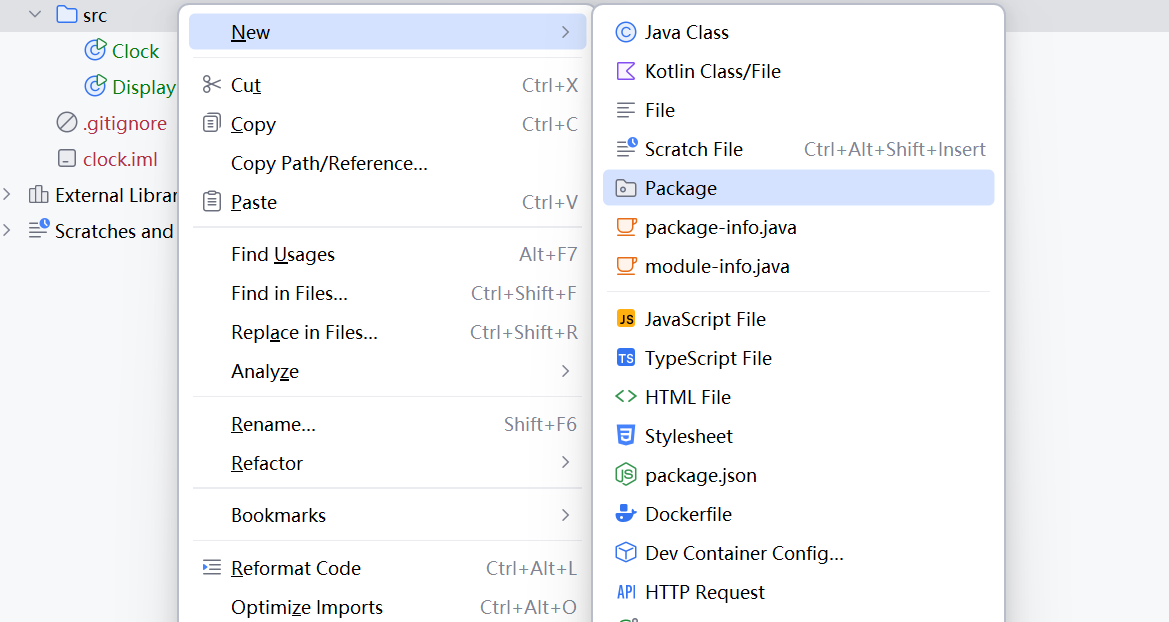 src
Clock
Display
.gitignore
clock.iml
External Librar
Scratches and
New
Cut Ctrl+X
Copy Ctrl+C
Copy Path/Reference...
Paste Ctrl+V
Find Usages Alt+F7
Find in Files... Ctrl+Shift+F
Replace in Files... Ctrl+Shift+R
Analyze
Rename... Shift+F6
Refactor
Bookmarks
Reformat Code Ctrl+Alt+L
Optimize Imports Ctrl+Alt+O
Java Class
Kotlin Class/File
File
Scratch File Ctrl+Alt+Shift+Insert
Package
package-info.java
module-info.java
JS JavaScript File
TS TypeScript File
HTML File
Stylesheet
JS package.json
Dockerfile
Dev Container Config...
API HTTP Request